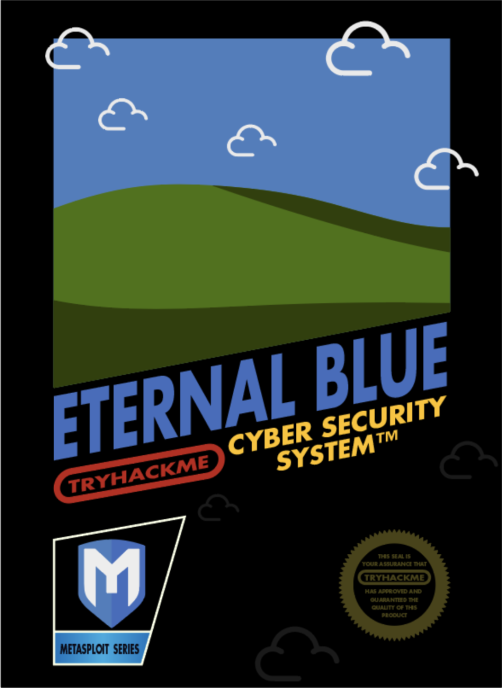 ETERNAL BLUE
CYBER SECURITY
SYSTEM™
TRYHACKME
M
METASPLOIT SERIES
THIS SEAL IS
YOUR ASSURANCE THAT
TRYHACKME
HAS APPROVED AND
GUARANTEED THE
QUALITY OF THIS
PRODUCT